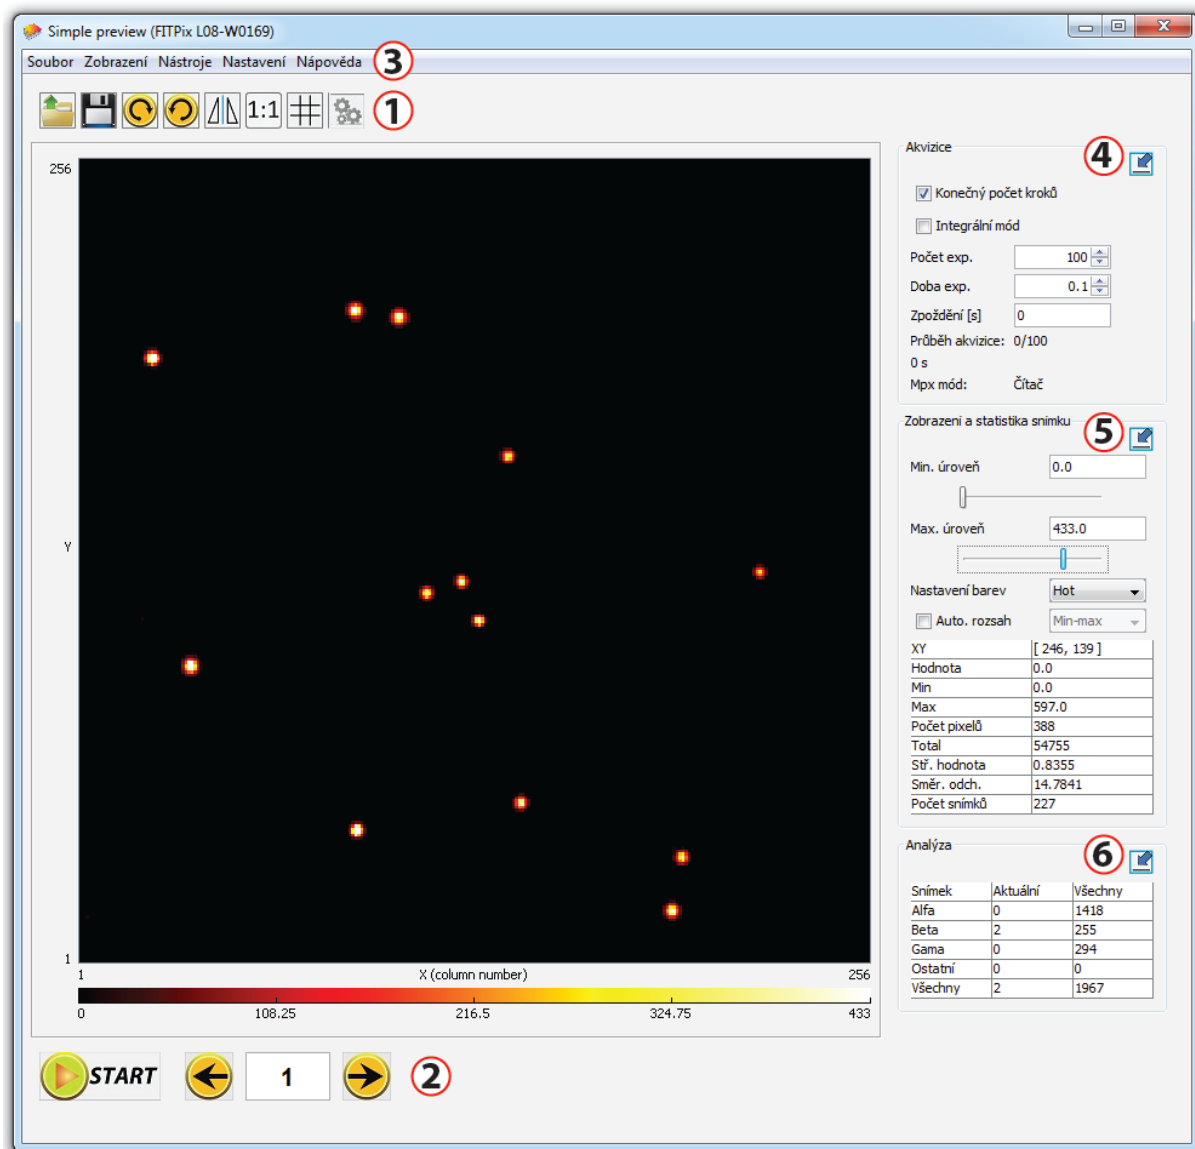 Simple preview (FITPix L08-W0169)
Soubor Zobrazení Nástroje Nastavení Nápověda 3
1:1 1
256
Y
1
1 X (column number) 256
0 108.25 216.5 324.75 433
START 1 2
Akvizice 4
Konečný počet kroků
Integrální mód
Počet exp. 100
Doba exp. 0.1
Zpoždění [s] 0
Průběh akvizice: 0/100
0 s
Mpx mód: Čítač
Zobrazeni a statistika snímku 5
Min. úroveň 0.0
Max. úroveň 433.0
Nastavení barev Hot
Auto. rozsah Min-max
XY [ 246, 139 ]
Hodnota 0.0
Min 0.0
Max 597.0
Počet pixelů 388
Total 54755
Stř. hodnota 0.8355
Směr. odch. 14.7841
Počet snímků 227
Analýza 6
Snímek Aktuální Všechny
Alfa 0 1418
Beta 2 255
Gama 0 294
Ostatní 0 0
Všechny 2 1967